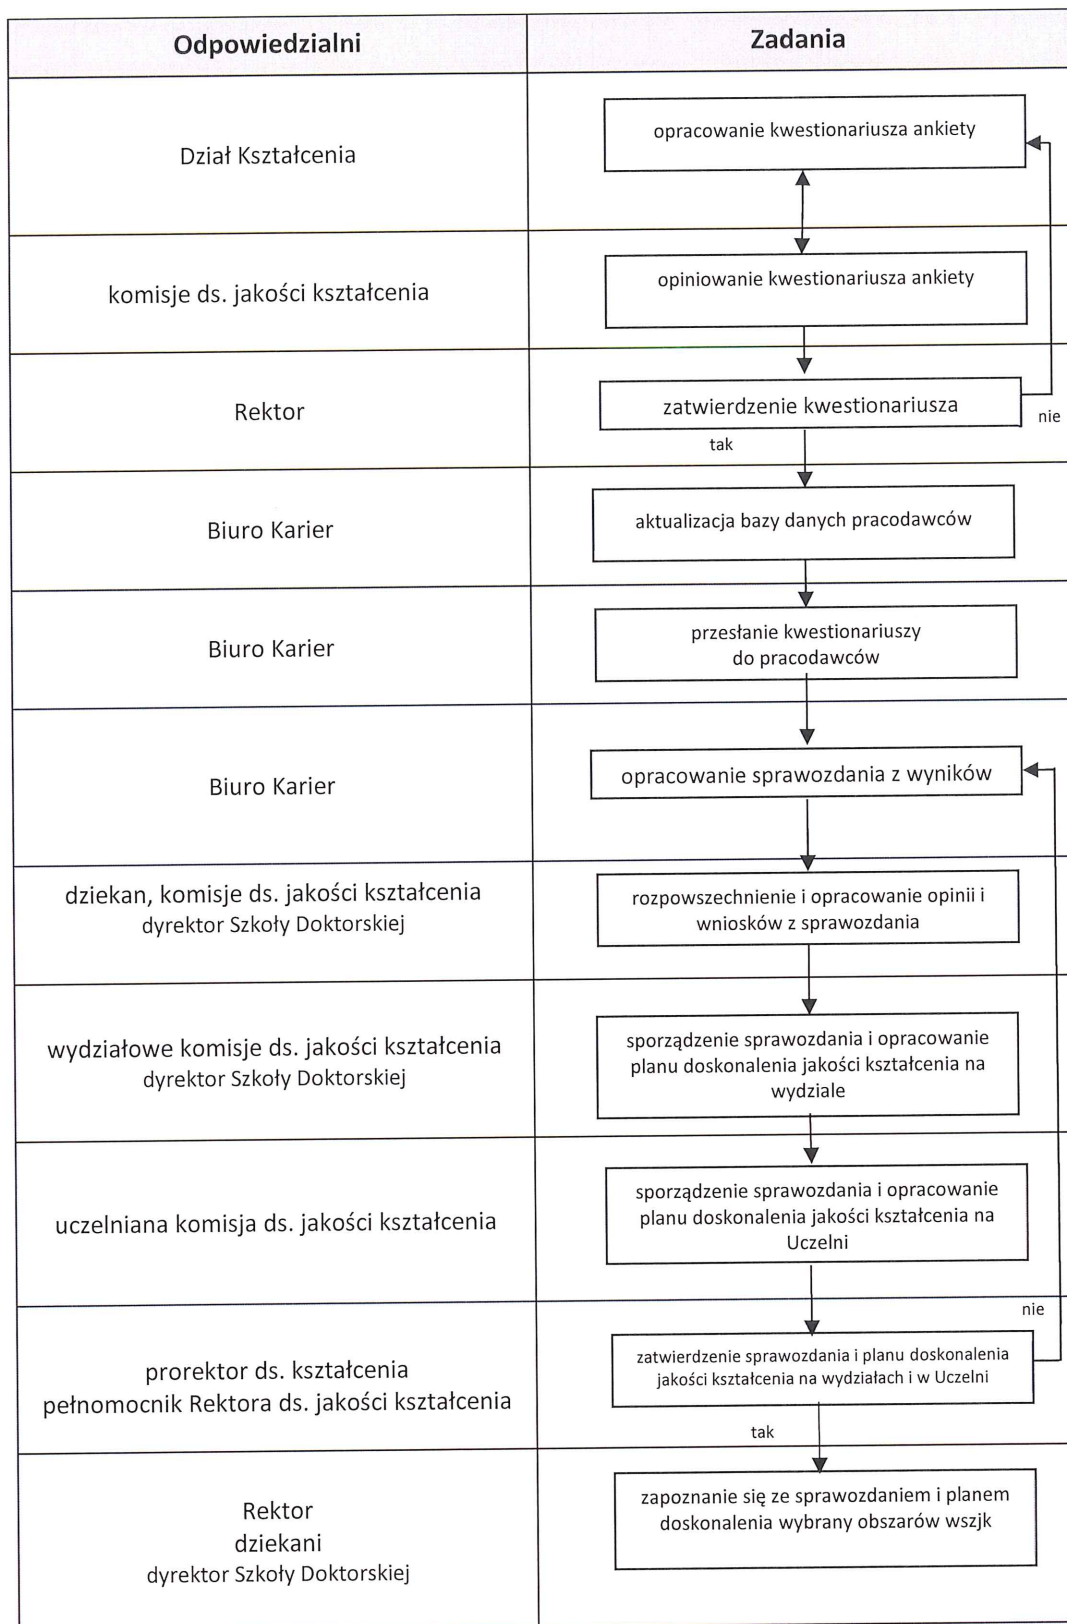 Odpowiedzialni
Zadania
Dział Kształcenia
opracowanie kwestionariusza ankiety
komisje ds. jakości kształcenia
opiniowanie kwestionariusza ankiety
Rektor
zatwierdzenie kwestionariusza
nie
tak
Biuro Karier
aktualizacja bazy danych pracodawców
Biuro Karier
przesłanie kwestionariuszy
do pracodawców
Biuro Karier
opracowanie sprawozdania z wyników
dziekan, komisje ds. jakości kształcenia
dyrektor Szkoły Doktorskiej
rozpowszechnienie i opracowanie opinii i
wniosków z sprawozdania
wydziałowe komisje ds. jakości kształcenia
dyrektor Szkoły Doktorskiej
sporządzenie sprawozdania i opracowanie
planu doskonalenia jakości kształcenia na
wydziale
uczelniana komisja ds. jakości kształcenia
sporządzenie sprawozdania i opracowanie
planu doskonalenia jakości kształcenia na
Uczelni
nie
prorektor ds. kształcenia
pełnomocnik Rektora ds. jakości kształcenia
zatwierdzenie sprawozdania i planu doskonalenia
jakości kształcenia na wydziałach i w Uczelni
tak
Rektor
dziekani
dyrektor Szkoły Doktorskiej
zapoznanie się ze sprawozdaniem i planem
doskonalenia wybrany obszarów wszjk